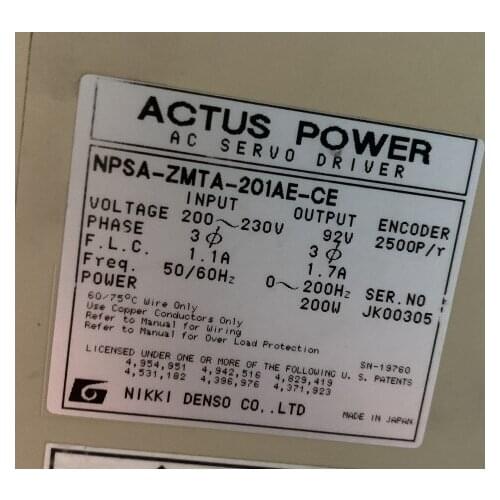 ACTUS POWER
AC SERVO DRIVER
NPSA-ZMTA-201AE-CE
INPUT OUTPUT ENCODER
VOLTAGE 200~230V 92V 2500P/r
PHASE 3φ 3φ
F.L.C. 1.1A 1.7A
Freq. 50/60Hz 0~200Hz SER.NO
POWER 200W JK00305
60/75°C Wire Only
Use Copper Conductors Only
Refer to Manual for Wiring
Refer to Manual for Over Load Protection
SN-19760
LICENSED UNDER ONE OR MORE OF THE FOLLOWING U.S. PATENTS
4,954,951 4,942,516 4,829,419
4,531,182 4,396,976 4,371,923
NIKKI DENSO CO.,LTD
MADE IN JAPAN